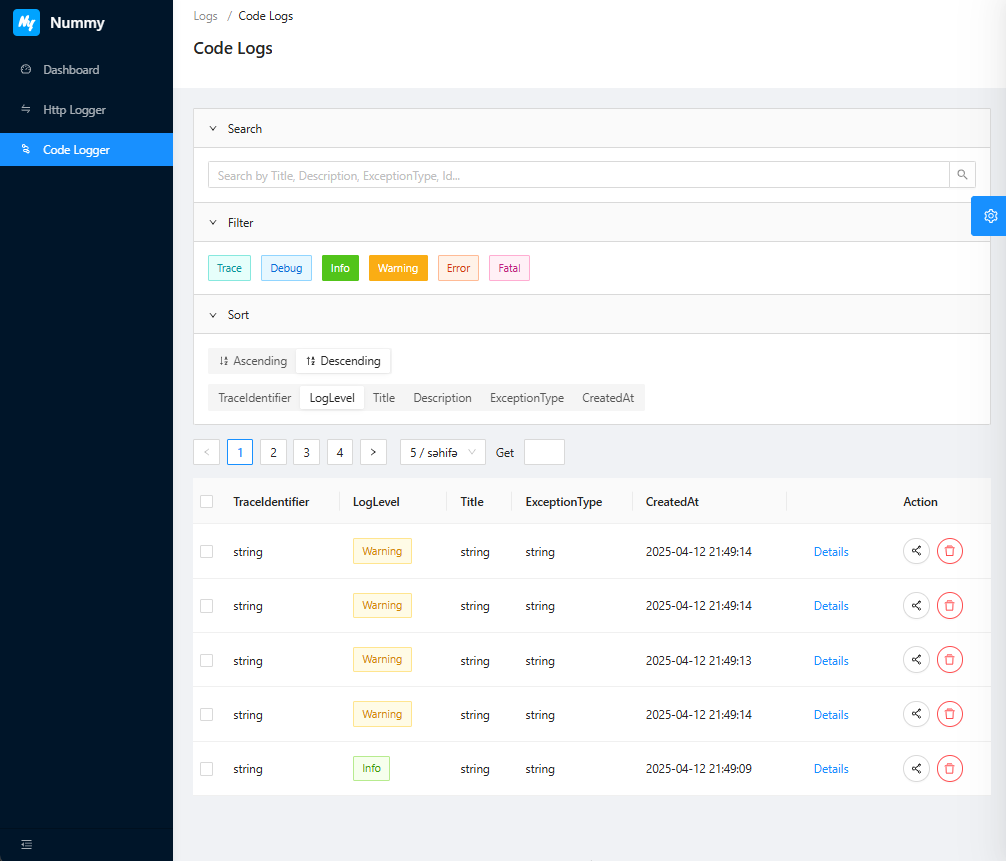 Nummy
Dashboard
Http Logger
Code Logger
Logs / Code Logs
Code Logs
Search
Search by Title, Description, ExceptionType, Id...
Filter
Trace Debug Info Warning Error Fatal
Sort
Ascending Descending
TraceIdentifier LogLevel Title Description ExceptionType CreatedAt
< 1 2 3 4 > 5 / səhifə Get
TraceIdentifier LogLevel Title ExceptionType CreatedAt Action
string Warning string string 2025-04-12 21:49:14 Details
string Warning string string 2025-04-12 21:49:14 Details
string Warning string string 2025-04-12 21:49:13 Details
string Warning string string 2025-04-12 21:49:14 Details
string Info string string 2025-04-12 21:49:09 Details